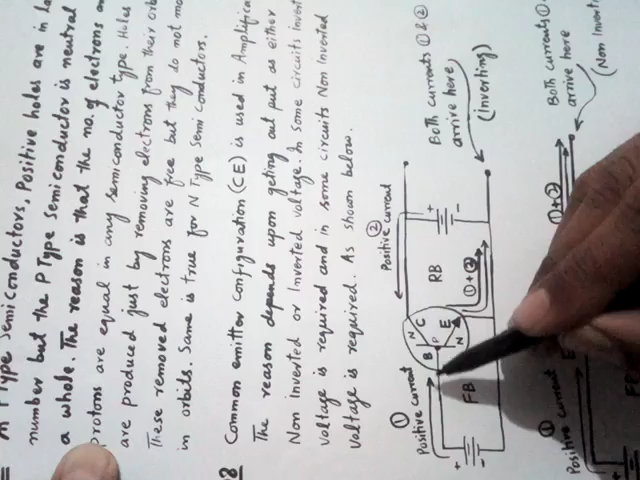 P Type Semi conductors, Positive holes are in la
number but the P Type Semiconductor is neutral
a whole. The reason is that the no. of electrons an
protons are equal in any semiconductor type. Holes
are produced just by removing electrons from their orb
These removed electrons are free but they do not mo
in orbits. Same is true for N Type Semi Conductors.
8 Common emitter configuration (CE) is used in Amplifica
The reason depends upon geting out put as either
Non Inverted or Inverted voltage. In some circuits Invert
Voltage is required and in some circuits Non Inverted
Voltage is required. As shown below.
①
Positive current
②
Positive current
Both currents ① & ②
arrive here
(inverting)
N
C
B
P
E
N
FB
RB
①+②
+
-
+
-
①
Positive current
+
①+②
Both currents ①
arrive here
(Non Inverti